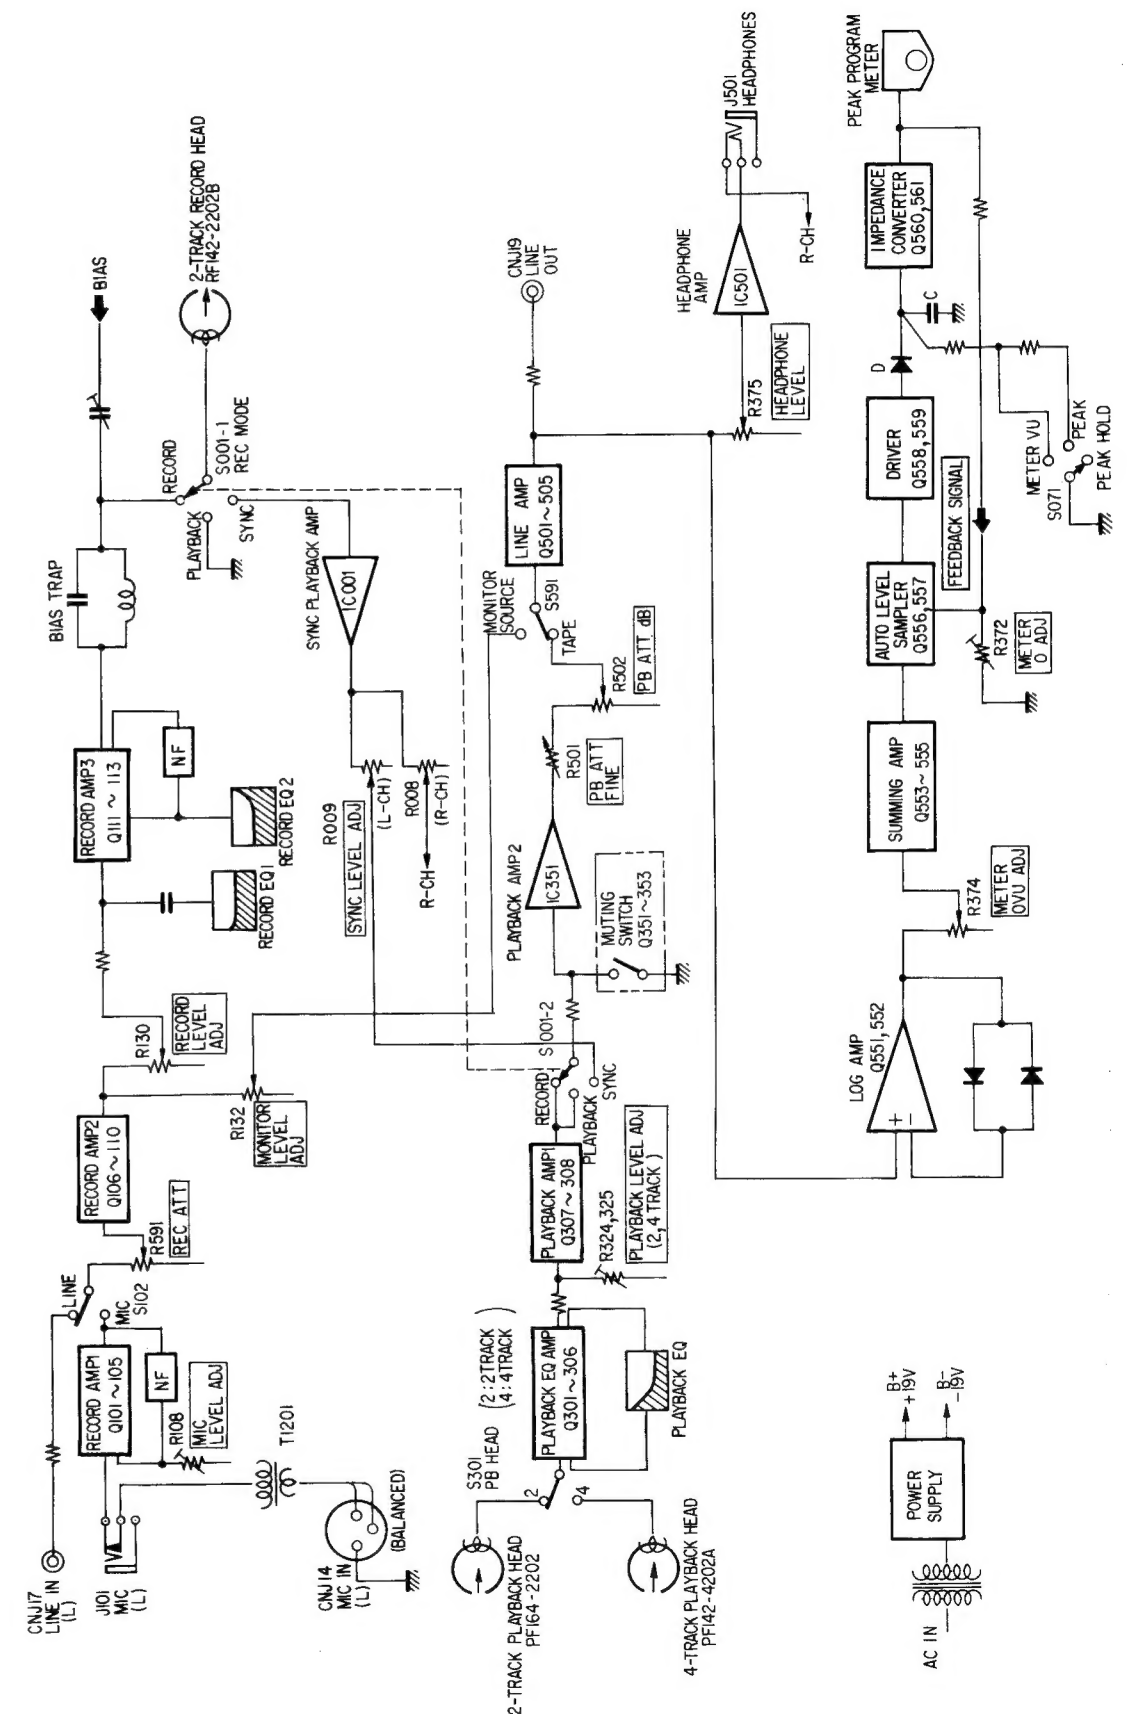 CNJ17
LINE IN
(L)
J101
MIC
(L)
CNJ14
MIC IN
(L)
(BALANCED)
T1201
RECORD AMP1
Q101~105
NF
R108
MIC
LEVEL ADJ
LINE
MIC
S102
R591
REC ATT
RECORD AMP2
Q106~110
R132
MONITOR
LEVEL
ADJ
R130
RECORD
LEVEL
ADJ
RECORD EQ1
RECORD AMP3
Q111~113
NF
RECORD EQ2
BIAS TRAP
BIAS
RECORD
PLAYBACK
SYNC
S001-1
REC MODE
2-TRACK RECORD HEAD
RF142-2202B
SYNC PLAYBACK AMP
IC001
R009
SYNC LEVEL ADJ
(L-CH)
R008
(R-CH)
R-CH
2-TRACK PLAYBACK HEAD
PF164-2202
4-TRACK PLAYBACK HEAD
PF142-4202A
S301
PB HEAD
(2:2TRACK
4:4TRACK)
2
4
PLAYBACK EQ AMP
Q301~306
PLAYBACK EQ
R324,325
PLAYBACK LEVEL ADJ
(2,4 TRACK)
PLAYBACK AMP1
Q307~308
RECORD
PLAYBACK
SYNC
S001-2
MUTING
SWITCH
Q351~353
PLAYBACK AMP2
IC351
R501
PB ATT
FINE
R502
PB ATT dB
MONITOR
SOURCE
TAPE
S591
LINE AMP
Q501~505
CNJ19
LINE
OUT
R375
HEADPHONE
LEVEL
HEADPHONE
AMP
IC501
R-CH
J501
HEADPHONES
LOG AMP
Q551,552
+
−
R374
METER
OVU ADJ
SUMMING AMP
Q553~555
AUTO LEVEL
SAMPLER
Q556,557
R372
METER
O ADJ
FEEDBACK SIGNAL
DRIVER
Q558,559
D
C
METER VU
PEAK
PEAK HOLD
S071
IMPEDANCE
CONVERTER
Q560,561
PEAK PROGRAM
METER
AC IN
POWER
SUPPLY
B+
+19V
B-
-19V